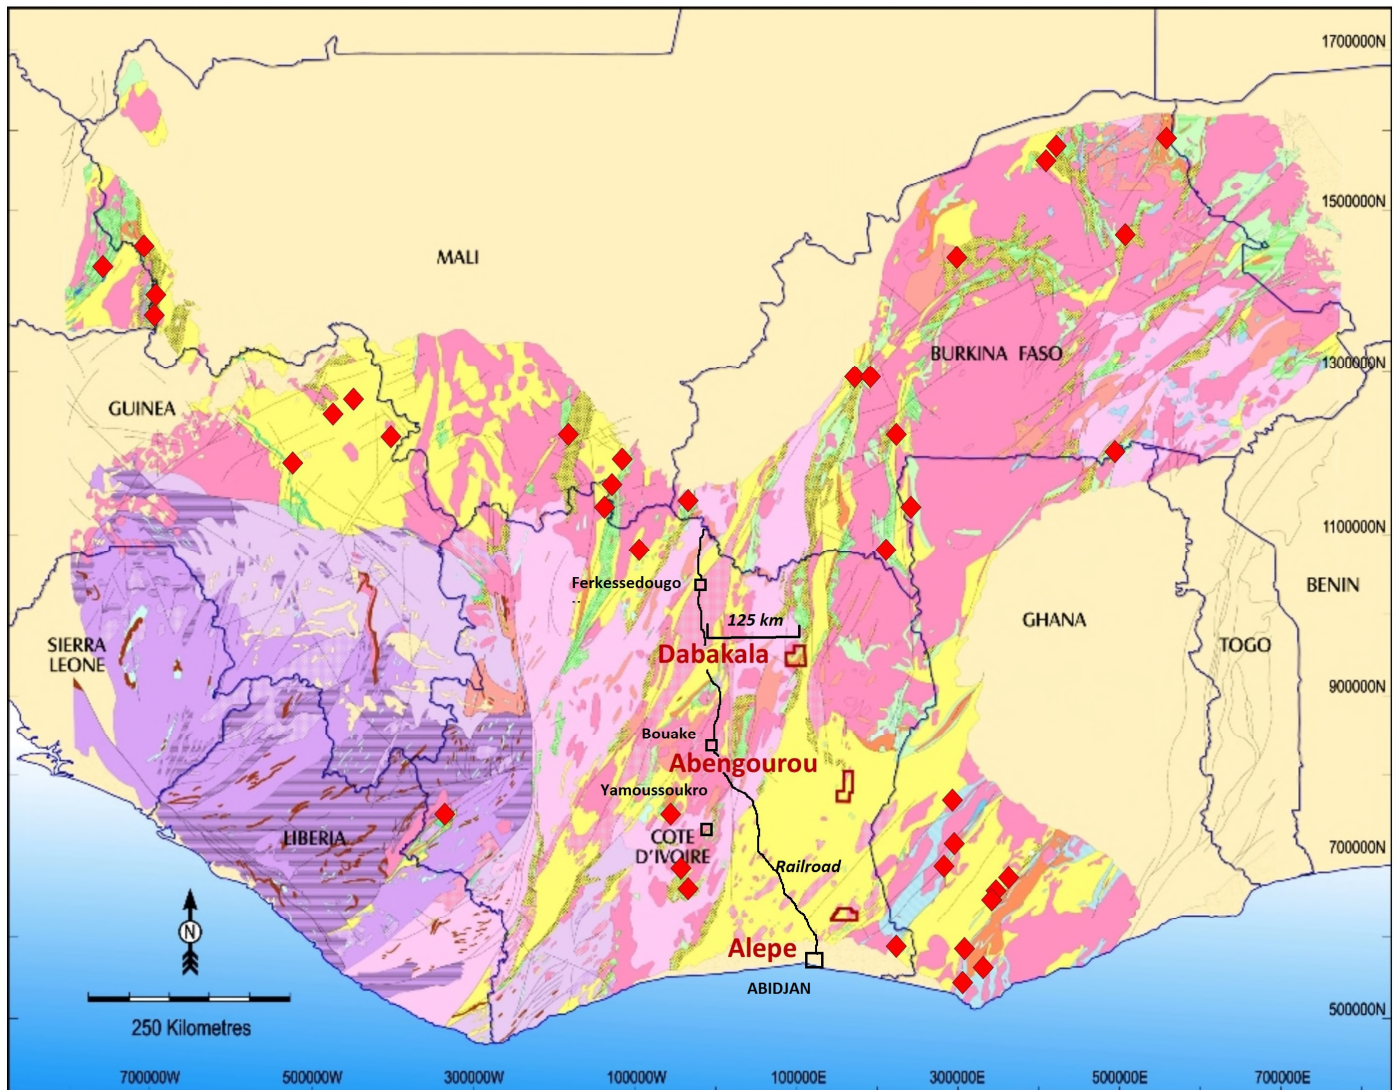 1700000N
1500000N
MALI
BURKINA FASO
1300000N
GUINEA
1100000N
Ferkessedougo
BENIN
125 km
GHANA
SIERRA
LEONE
TOGO
Dabakala
900000N
Bouake
Abengourou
Yamoussoukro
LIBERIA
COTE
D'IVOIRE
Railroad
700000N
N
Alepe
ABIDJAN
250 Kilometres
500000N
700000W
500000W
300000W
100000W
100000E
300000E
500000E
700000E